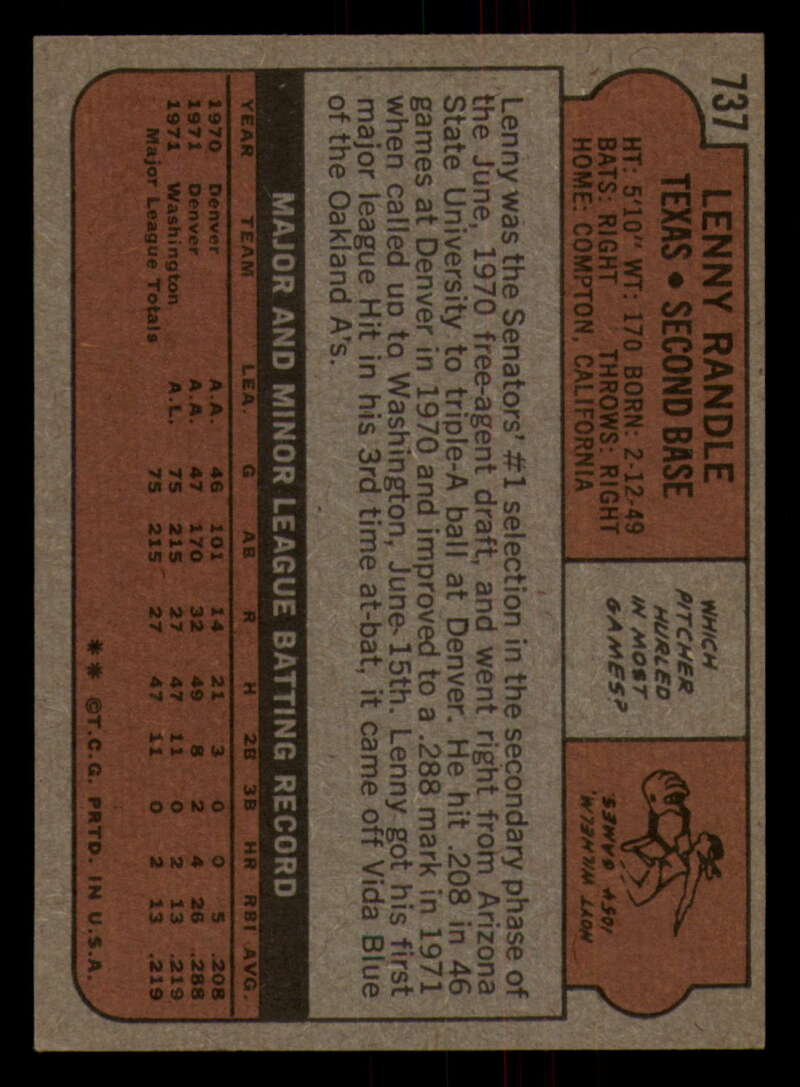 737
LENNY RANDLE
TEXAS • SECOND BASE
HT: 5'10" WT: 170 BORN: 2-12-49
BATS: RIGHT THROWS: RIGHT
HOME: COMPTON, CALIFORNIA
WHICH
PITCHER
HURLED
IN MOST
GAMES?
HOYT WILHELM,
1054 GAMES.
Lenny was the Senators' #1 selection in the secondary phase of
the June, 1970 free-agent draft, and went right from Arizona
State University to triple-A ball at Denver. He hit .208 in 46
games at Denver in 1970 and improved to a .288 mark in 1971
when called up to Washington, June 15th. Lenny got his first
major league Hit in his 3rd time at-bat, it came off Vida Blue
of the Oakland A's.
MAJOR AND MINOR LEAGUE BATTING RECORD
YEAR TEAM LEA. G AB R H 2B 3B HR RBI AVG.
1970 Denver A.A. 46 101 14 21 3 0 0 5 .208
1971 Denver A.A. 47 170 32 49 8 2 4 26 .288
1971 Washington A.L. 75 215 27 47 11 0 2 13 .219
Major League Totals 75 215 27 47 11 0 2 13 .219
** ©T.C.G. PRTD. IN U.S.A.